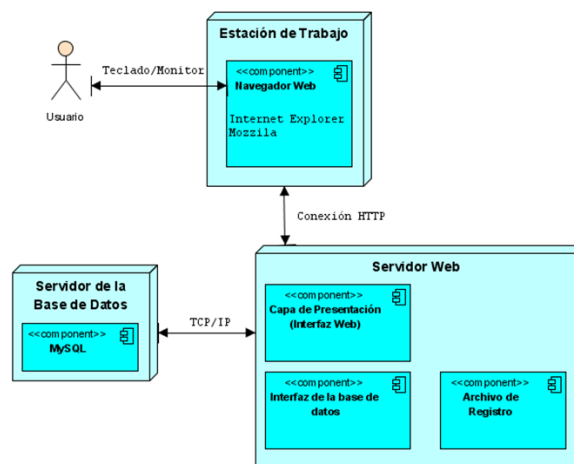 Estación de Trabajo
<<component>>
Navegador Web
Internet Explorer
Mozzila
Teclado/Monitor
Usuario
Conexión HTTP
Servidor de la
Base de Datos
<<component>>
MySQL
TCP/IP
Servidor Web
<<component>>
Capa de Presentación
(Interfaz Web)
<<component>>
Interfaz de la base de
datos
<<component>>
Archivo de
Registro